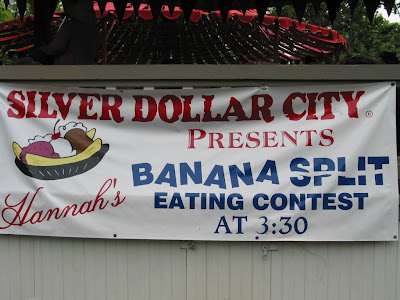 SILVER DOLLAR CITY®
PRESENTS
Hannah's
BANANA SPLIT
EATING CONTEST
AT 3:30